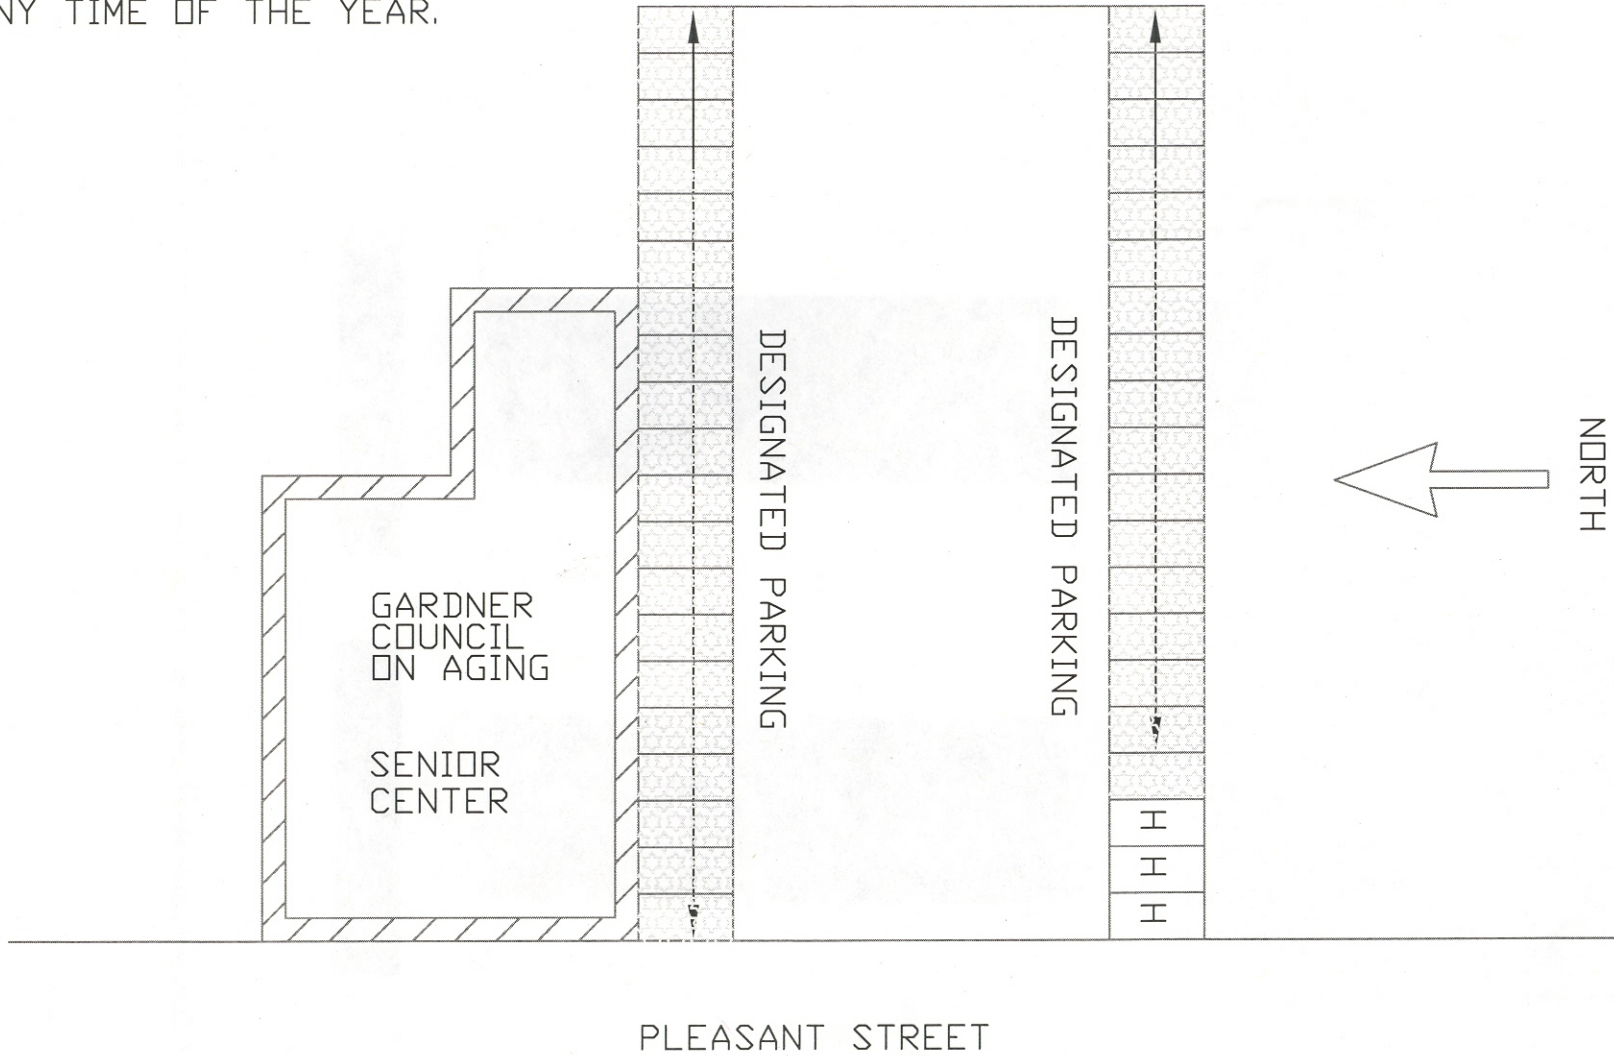 NY TIME OF THE YEAR.
DESIGNATED PARKING
DESIGNATED PARKING
NORTH
GARDNER
COUNCIL
ON AGING
SENIOR
CENTER
H
H
H
PLEASANT STREET